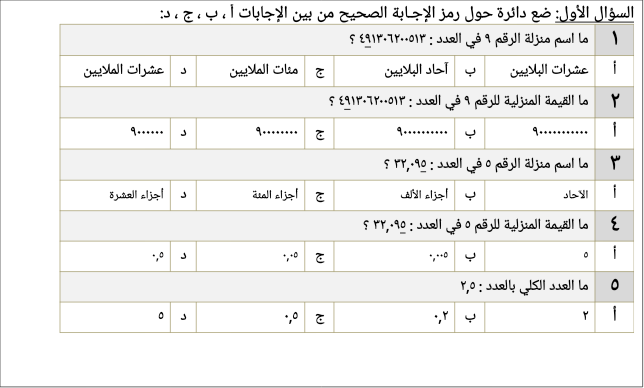 السؤال الأول: ضع دائرة حول رمز الإجـابة الصحيح من بين الإجابات أ ، ب ، ج ، د:
١ ما اسم منزلة الرقم ٩ في العدد : ٤٩١٣٠٦٢٠٠٥١٣ ؟
أ عشرات البلايين ب آحاد البلايين ج مئات الملايين د عشرات الملايين
٢ ما القيمة المنزلية للرقم ٩ في العدد : ٤٩١٣٠٦٢٠٠٥١٣ ؟
أ ٩٠٠٠٠٠٠٠٠٠٠٠ ب ٩٠٠٠٠٠٠٠٠٠٠ ج ٩٠٠٠٠٠٠٠٠ د ٩٠٠٠٠٠٠
٣ ما اسم منزلة الرقم ٥ في العدد : ٣٢,٠٩٥ ؟
أ الآحاد ب أجزاء الألف ج أجزاء المئة د أجزاء العشرة
٤ ما القيمة المنزلية للرقم ٥ في العدد : ٣٢,٠٩٥ ؟
أ ٥ ب ٠,٠٠٥ ج ٠,٠٥ د ٠,٥
٥ ما العدد الكلي بالعدد : ٢,٥
أ ٢ ب ٠,٢ ج ٠,٥ د ٥